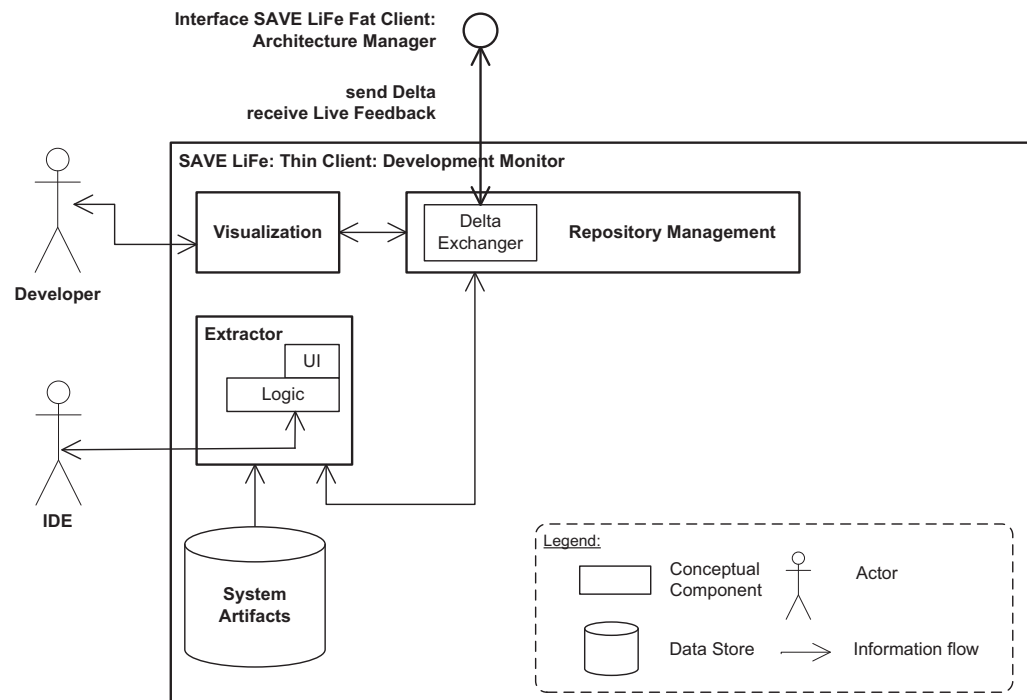 Interface SAVE LiFe Fat Client:
Architecture Manager
send Delta
receive Live Feedback
SAVE LiFe: Thin Client: Development Monitor
Developer
Visualization
Delta
Exchanger
Repository Management
Extractor
UI
Logic
IDE
System
Artifacts
Legend:
Conceptual
Component
Actor
Data Store
Information flow